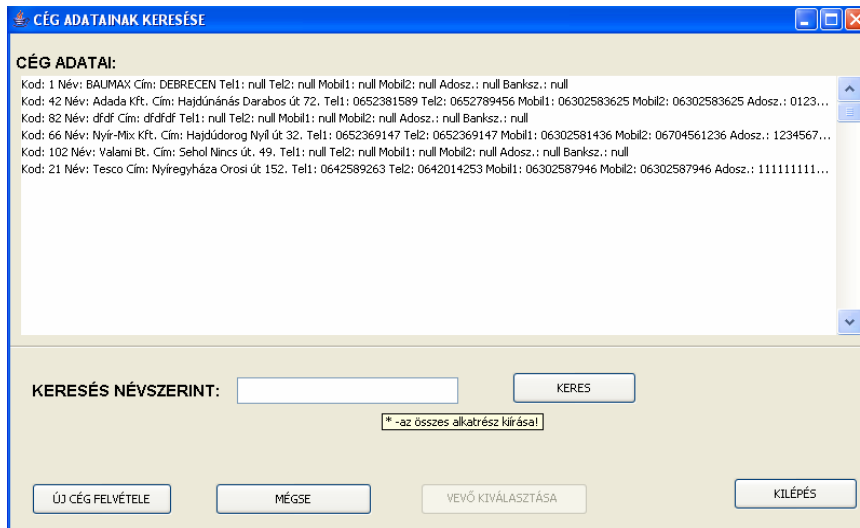 CÉG ADATAINAK KERESÉSE
CÉG ADATAI:
Kod: 1 Név: BAUMAX Cím: DEBRECEN Tel1: null Tel2: null Mobil1: null Mobil2: null Adosz.: null Banksz.: null
Kod: 42 Név: Adada Kft. Cím: Hajdúnánás Darabos út 72. Tel1: 0652381589 Tel2: 0652789456 Mobil1: 06302583625 Mobil2: 06302583625 Adosz.: 0123...
Kod: 82 Név: dfdf Cím: dfdfdf Tel1: null Tel2: null Mobil1: null Mobil2: null Adosz.: null Banksz.: null
Kod: 66 Név: Nyír-Mix Kft. Cím: Hajdúdorog Nyíl út 32. Tel1: 0652369147 Tel2: 0652369147 Mobil1: 06302581436 Mobil2: 06704561236 Adosz.: 1234567...
Kod: 102 Név: Valami Bt. Cím: Sehol Nincs út. 49. Tel1: null Tel2: null Mobil1: null Mobil2: null Adosz.: null Banksz.: null
Kod: 21 Név: Tesco Cím: Nyíregyháza Orosi út 152. Tel1: 0642589263 Tel2: 0642014253 Mobil1: 06302587946 Mobil2: 06302587946 Adosz.: 111111111...
KERESÉS NÉVSZERINT:
KERES
* -az összes alkatrész kiírása!
ÚJ CÉG FELVÉTELE
MÉGSE
VEVŐ KIVÁLASZTÁSA
KILÉPÉS